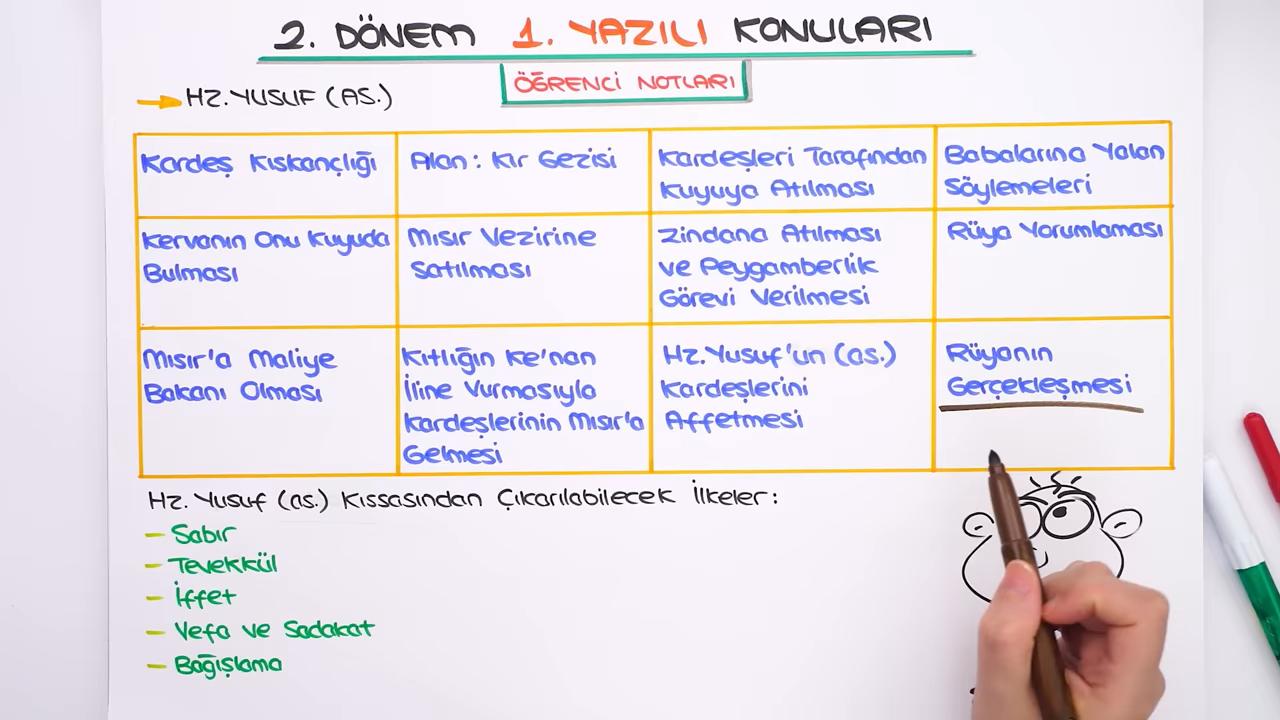 2. DÖNEM 1. YAZILI KONULARI
ÖĞRENCİ NOTLARI
HZ. YUSUF (AS.)
Kardeş Kıskançlığı
Plan: Kır Gezisi
Kardeşleri Tarafından
Kuyuya Atılması
Babalarına Yalan
Söylemeleri
Kervanın Onu Kuyuda
Bulması
Mısır Vezirine
Satılması
Zindana Atılması
ve Peygamberlik
Görevi Verilmesi
Rüya Yorumlaması
Mısır'a Maliye
Bakanı Olması
Kıtlığın Ke'nan
İline Vurmasıyla
Kardeşlerinin Mısır'a
Gelmesi
Hz. Yusuf'un (as.)
Kardeşlerini
Affetmesi
Rüyanın
Gerçekleşmesi
Hz. Yusuf (as.) Kıssasından Çıkarılabilecek İlkeler:
- Sabır
- Tevekkül
- İffet
- Vefa ve Sadakat
- Bağışlama